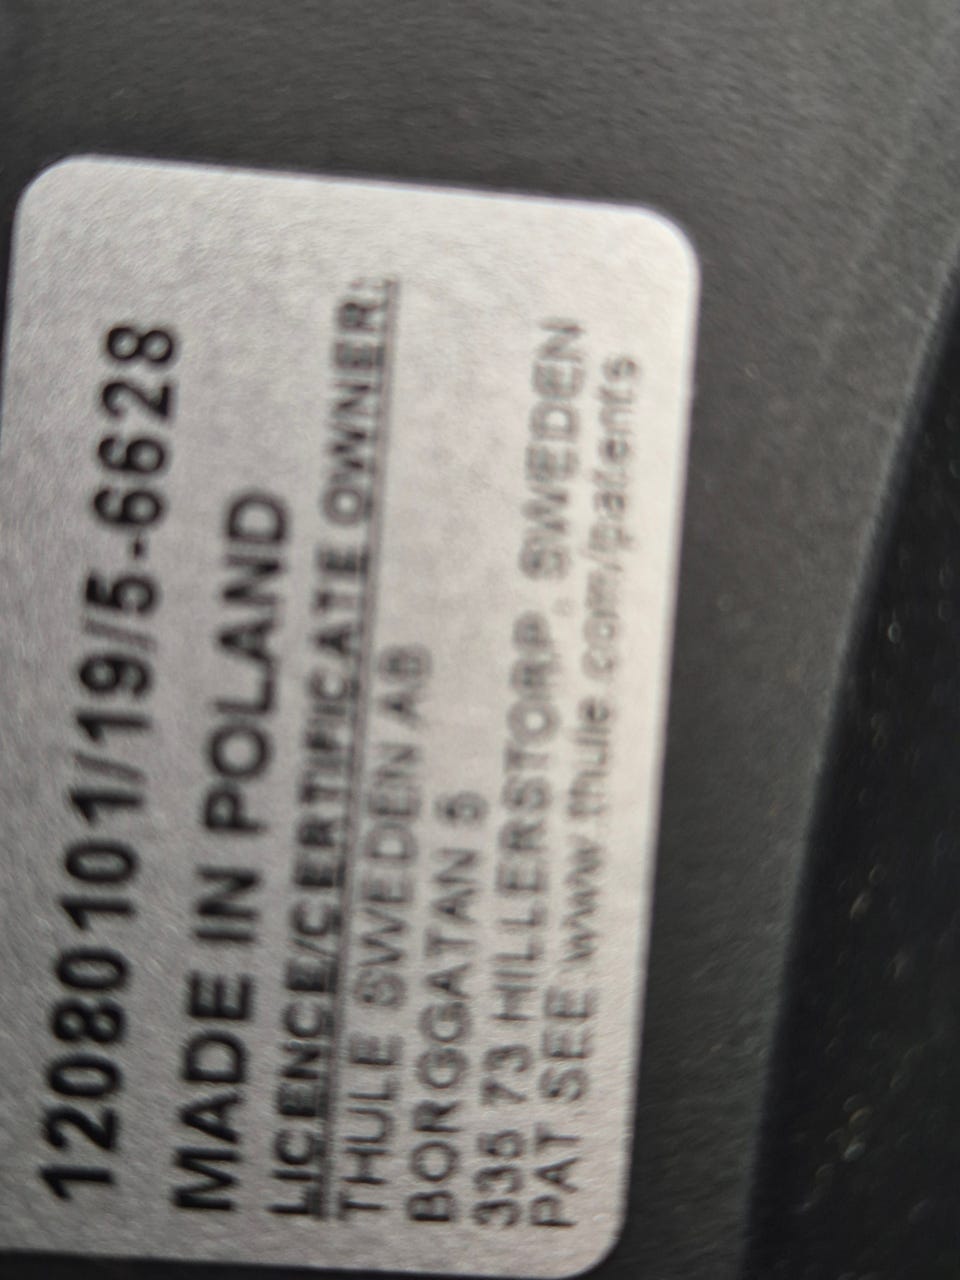 12080101/19/5-6628
MADE IN POLAND
LICENCE/CERTIFICATE OWNER:
THULE SWEDEN AB
BORGGATAN 5
335 73 HILLERSTORP, SWEDEN
PAT. SEE www.thule.com/patents